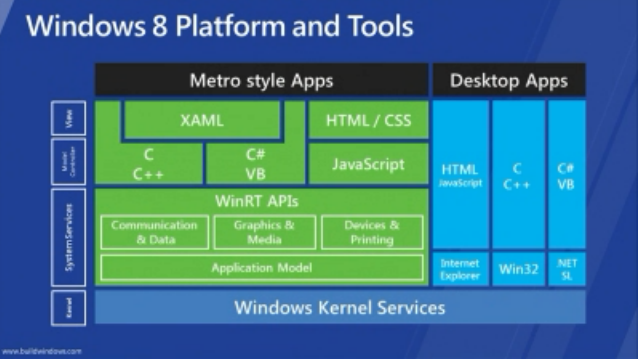 Windows 8 Platform and Tools
Metro style Apps
Desktop Apps
View
XAML
HTML / CSS
Model
Controller
C
C++
C#
VB
JavaScript
HTML
JavaScript
C
C++
C#
VB
System Services
WinRT APIs
Communication
& Data
Graphics &
Media
Devices &
Printing
Application Model
Internet
Explorer
Win32
.NET
SL
Kernel
Windows Kernel Services
www.buildwindows.com